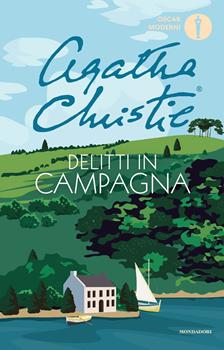 OSCAR
MODERNI
Agatha
Christie®
DELITTI IN
CAMPAGNA
MONDADORI